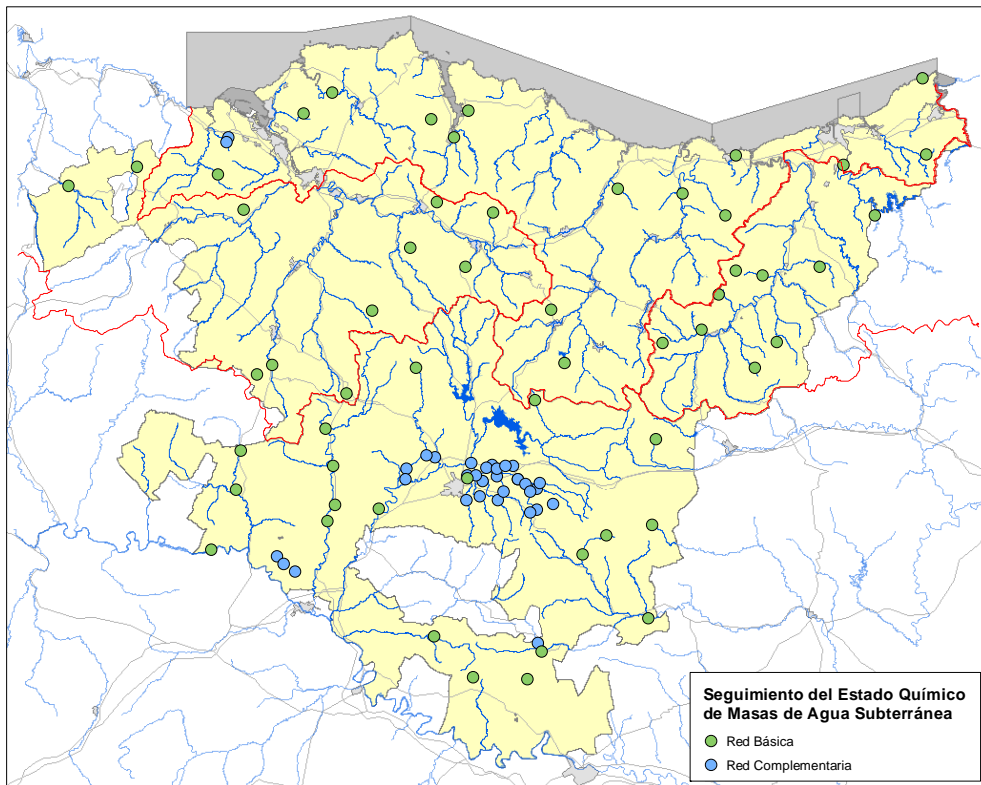 Seguimiento del Estado Químico
de Masas de Agua Subterránea
Red Básica
Red Complementaria